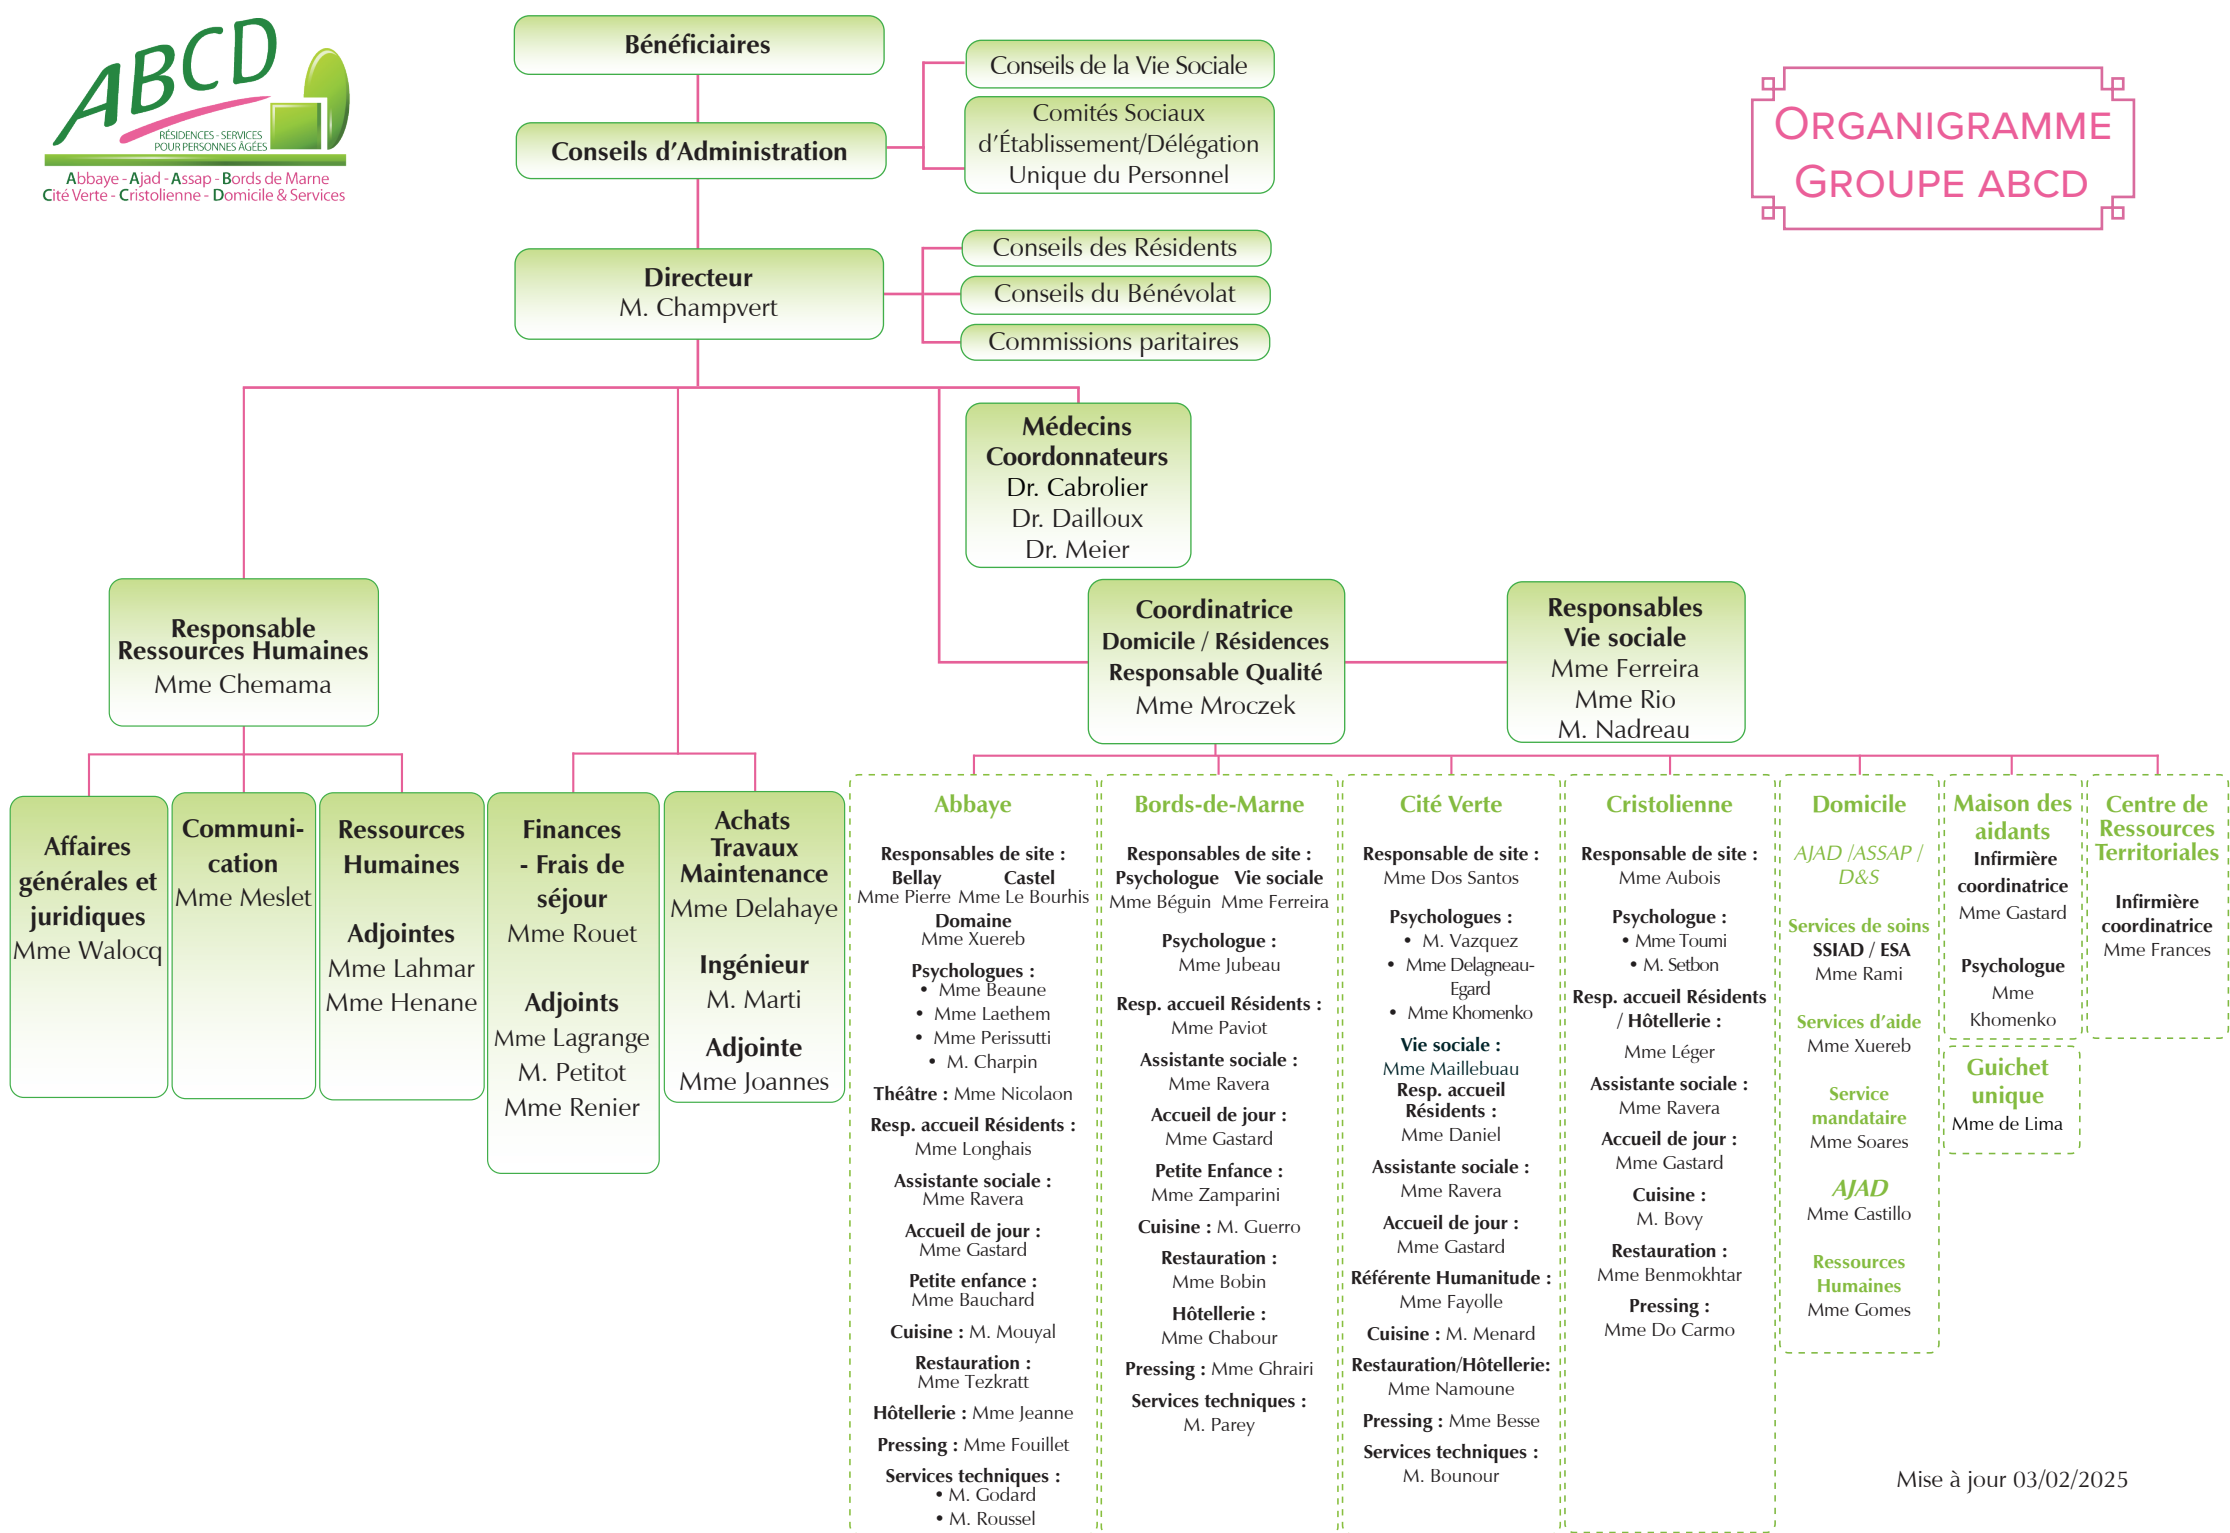 ABCD
RÉSIDENCES - SERVICES
POUR PERSONNES ÂGÉES
Abbaye - Ajad - Assap - Bords de Marne
Cité Verte - Cristolienne - Domicile & Services
ORGANIGRAMME
GROUPE ABCD
Bénéficiaires
Conseils d'Administration
Conseils de la Vie Sociale
Comités Sociaux
d'Établissement/Délégation
Unique du Personnel
Directeur
M. Champvert
Conseils des Résidents
Conseils du Bénévolat
Commissions paritaires
Médecins
Coordonnateurs
Dr. Cabrolier
Dr. Dailloux
Dr. Meier
Responsable
Ressources Humaines
Mme Chemama
Coordinatrice
Domicile / Résidences
Responsable Qualité
Mme Mroczek
Responsables
Vie sociale
Mme Ferreira
Mme Rio
M. Nadreau
Affaires
générales et
juridiques
Mme Walocq
Communi-
cation
Mme Meslet
Ressources
Humaines
Adjointes
Mme Lahmar
Mme Henane
Finances
- Frais de
séjour
Mme Rouet
Adjoints
Mme Lagrange
M. Petitot
Mme Renier
Achats
Travaux
Maintenance
Mme Delahaye
Ingénieur
M. Marti
Adjointe
Mme Joannes
Abbaye
Responsables de site :
Bellay Castel
Mme Pierre Mme Le Bourhis
Domaine
Mme Xuereb
Psychologues :
• Mme Beaune
• Mme Laethem
• Mme Perissutti
• M. Charpin
Théâtre : Mme Nicolaon
Resp. accueil Résidents :
Mme Longhais
Assistante sociale :
Mme Ravera
Accueil de jour :
Mme Gastard
Petite enfance :
Mme Bauchard
Cuisine : M. Mouyal
Restauration :
Mme Tezkratt
Hôtellerie : Mme Jeanne
Pressing : Mme Fouillet
Services techniques :
• M. Godard
• M. Roussel
Bords-de-Marne
Responsables de site :
Psychologue Vie sociale
Mme Béguin Mme Ferreira
Psychologue :
Mme Jubeau
Resp. accueil Résidents :
Mme Paviot
Assistante sociale :
Mme Ravera
Accueil de jour :
Mme Gastard
Petite Enfance :
Mme Zamparini
Cuisine : M. Guerro
Restauration :
Mme Bobin
Hôtellerie :
Mme Chabour
Pressing : Mme Ghrairi
Services techniques :
M. Parey
Cité Verte
Responsable de site :
Mme Dos Santos
Psychologues :
• M. Vazquez
• Mme Delagneau-
Egard
• Mme Khomenko
Vie sociale :
Mme Maillebuau
Resp. accueil
Résidents :
Mme Daniel
Assistante sociale :
Mme Ravera
Accueil de jour :
Mme Gastard
Référente Humanitude :
Mme Fayolle
Cuisine : M. Menard
Restauration/Hôtellerie:
Mme Namoune
Pressing : Mme Besse
Services techniques :
M. Bounour
Cristolienne
Responsable de site :
Mme Aubois
Psychologue :
• Mme Toumi
• M. Setbon
Resp. accueil Résidents
/ Hôtellerie :
Mme Léger
Assistante sociale :
Mme Ravera
Accueil de jour :
Mme Gastard
Cuisine :
M. Bovy
Restauration :
Mme Benmokhtar
Pressing :
Mme Do Carmo
Domicile
AJAD /ASSAP /
D&S
Services de soins
SSIAD / ESA
Mme Rami
Services d'aide
Mme Xuereb
Service
mandataire
Mme Soares
AJAD
Mme Castillo
Ressources
Humaines
Mme Gomes
Maison des
aidants
Infirmière
coordinatrice
Mme Gastard
Psychologue
Mme
Khomenko
Guichet
unique
Mme de Lima
Centre de
Ressources
Territoriales
Infirmière
coordinatrice
Mme Frances
Mise à jour 03/02/2025